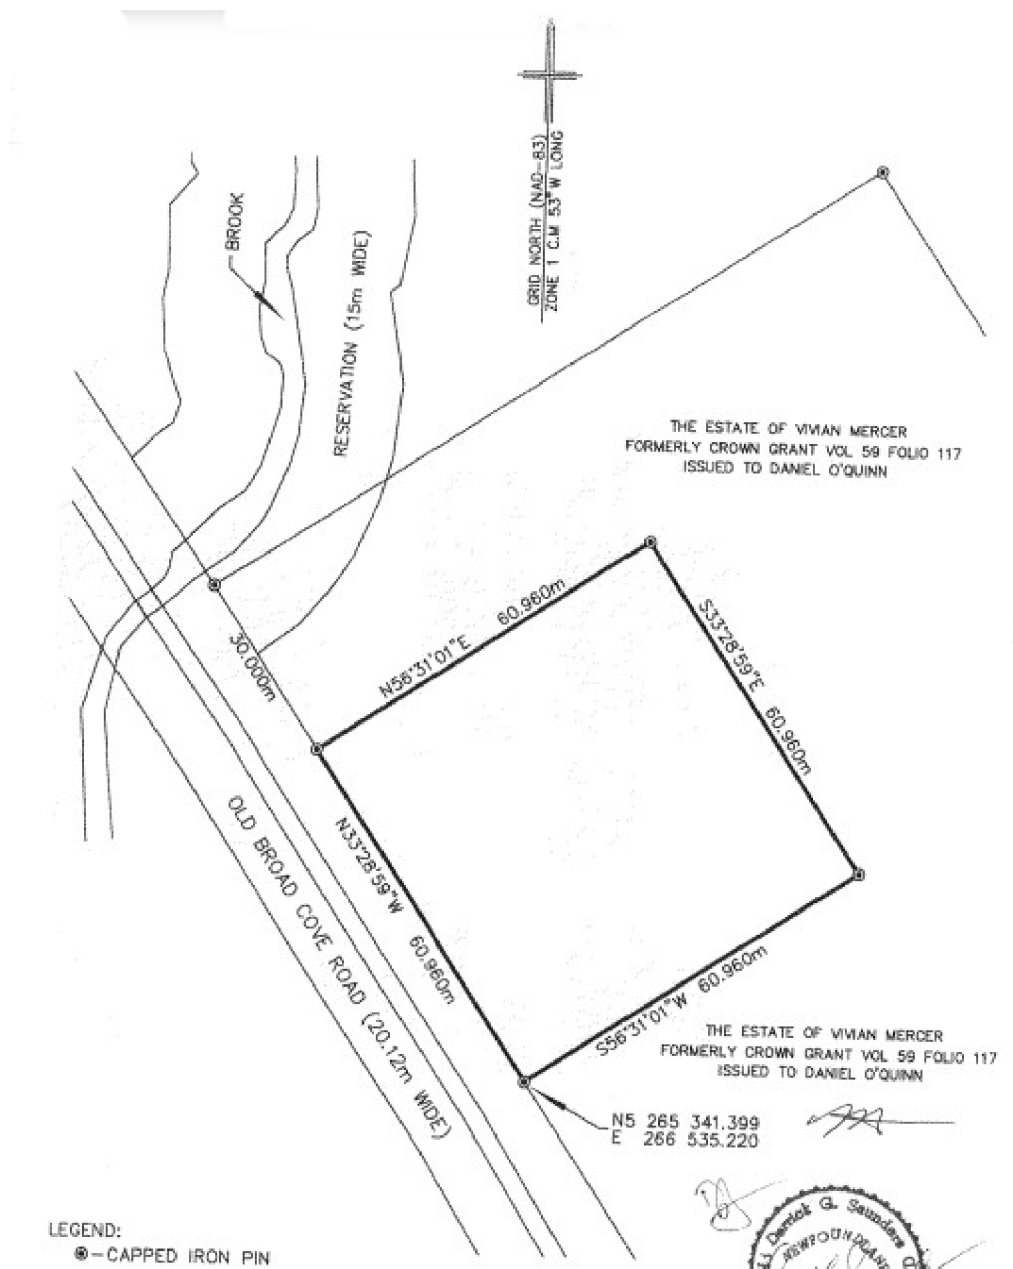 GRID NORTH (NAD-83)
ZONE 1 C.M 53° W LONG
BROOK
RESERVATION (15m WIDE)
THE ESTATE OF VIVIAN MERCER
FORMERLY CROWN GRANT VOL 59 FOLIO 117
ISSUED TO DANIEL O'QUINN
N56°31'01"E 60.960m
S33°28'59"E 60.960m
30.000m
N33°28'59"W 60.960m
OLD BROAD COVE ROAD (20.12m WIDE)
S56°31'01"W 60.960m
THE ESTATE OF VIVIAN MERCER
FORMERLY CROWN GRANT VOL 59 FOLIO 117
ISSUED TO DANIEL O'QUINN
N5 265 341.399
E 266 535.220
Derrick G. Saunders
NEWFOUNDLAND
LEGEND:
-CAPPED IRON PIN